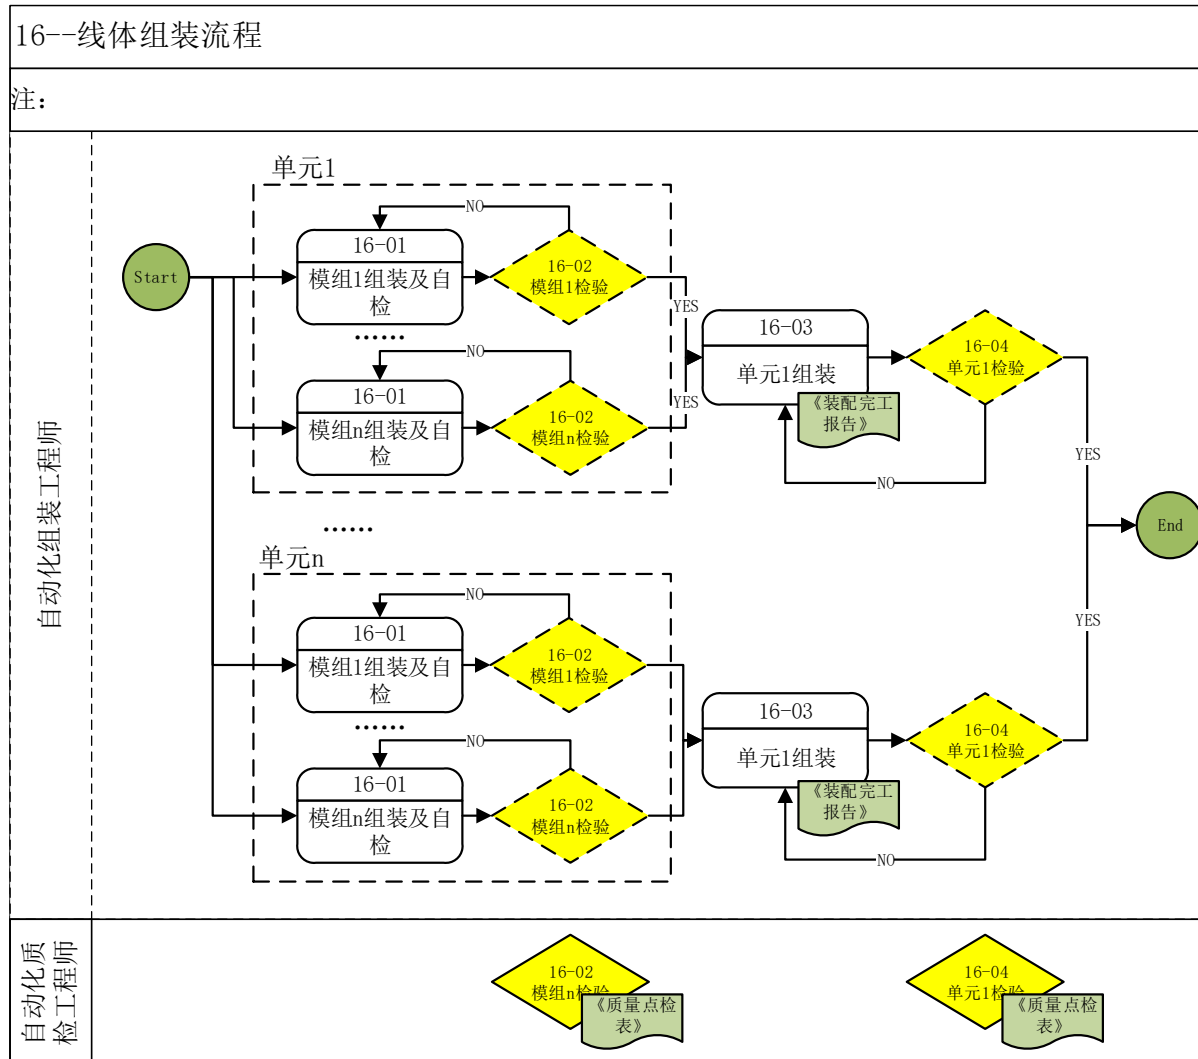 16--线体组装流程
注：
自动化组装工程师
单元1
NO
16-01
模组1组装及自
检
16-02
模组1检验
Start
YES
······
NO
16-01
模组n组装及自
检
16-02
模组n检验
YES
16-03
单元1组装
《装配完工
报告》
16-04
单元1检验
NO
YES
End
······
单元n
NO
16-01
模组1组装及自
检
16-02
模组1检验
······
NO
16-01
模组n组装及自
检
16-02
模组n检验
16-03
单元1组装
《装配完工
报告》
16-04
单元1检验
NO
YES
自动化质
检工程师
16-02
模组n检验
《质量点检
表》
16-04
单元1检验
《质量点检
表》